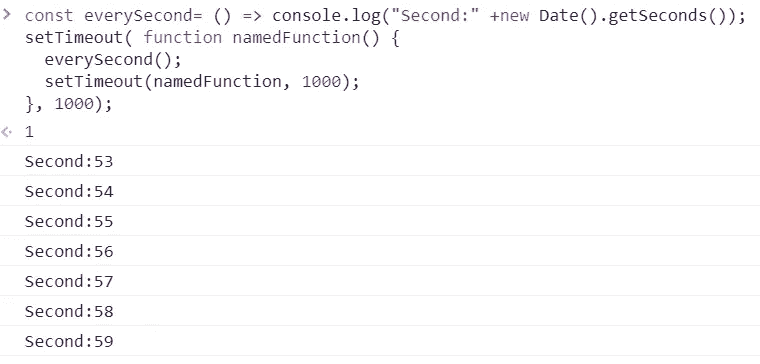 > const everySecond= () => console.log("Second:" +new Date().getSeconds());
setTimeout( function namedFunction() {
  everySecond();
  setTimeout(namedFunction, 1000);
}, 1000);
1
Second:53
Second:54
Second:55
Second:56
Second:57
Second:58
Second:59